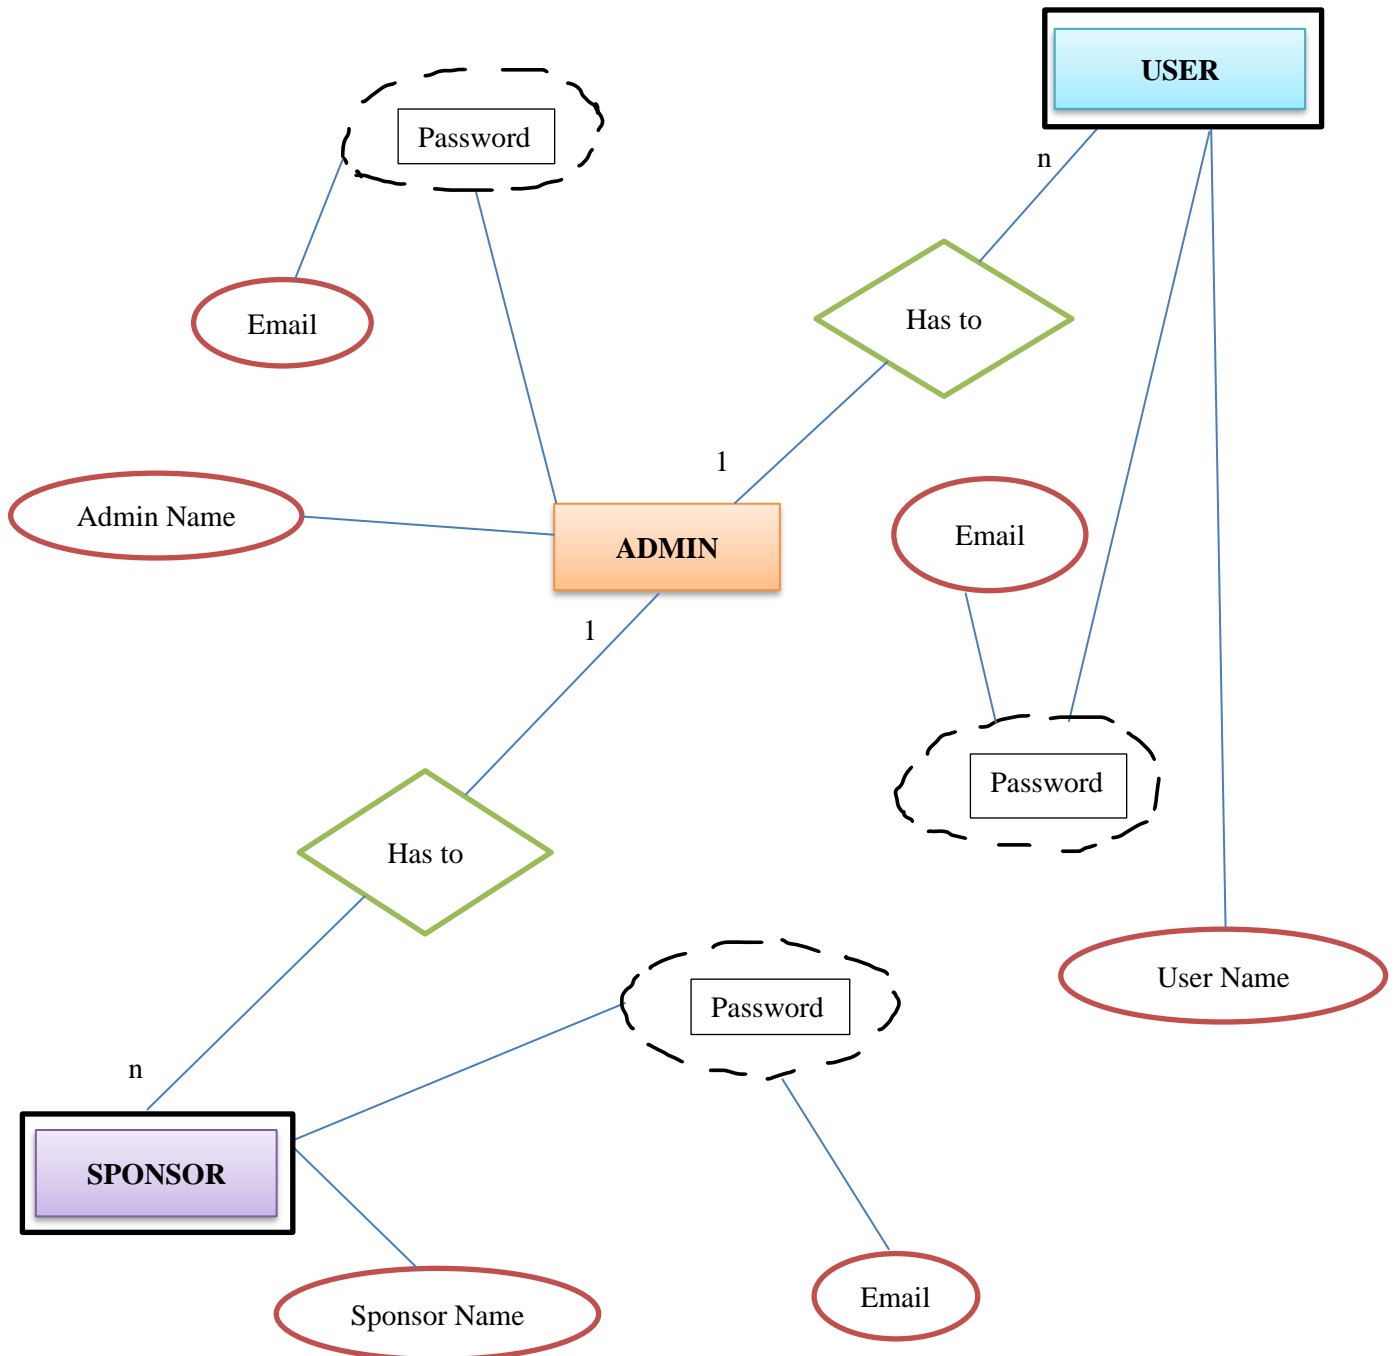 USER
Password
n
Email
Has to
1
Admin Name
Email
ADMIN
1
Password
Has to
User Name
Password
n
SPONSOR
Email
Sponsor Name